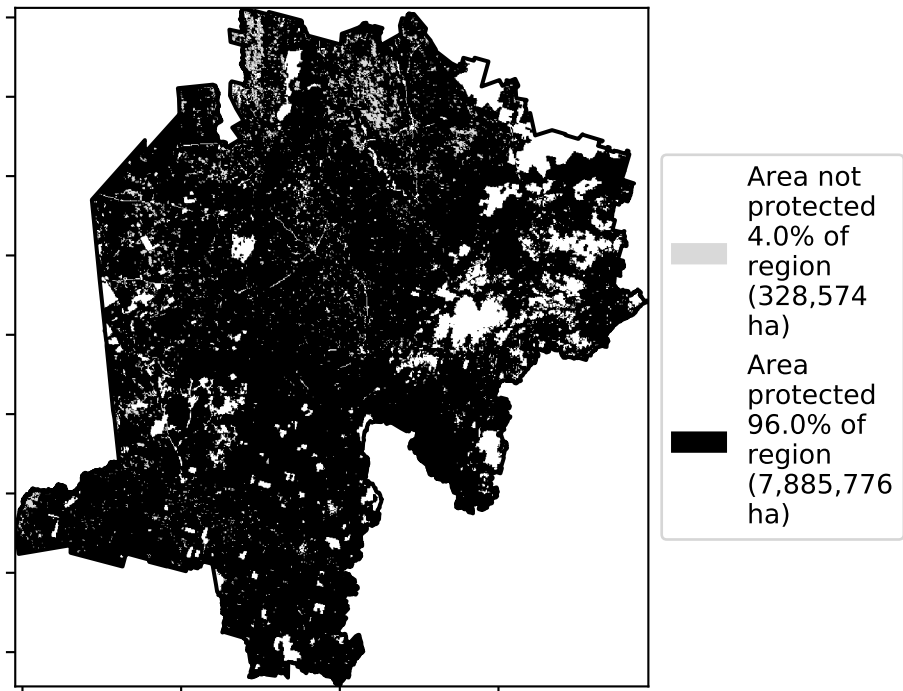 Area not
protected
4.0% of
region
(328,574
ha)
Area
protected
96.0% of
region
(7,885,776
ha)